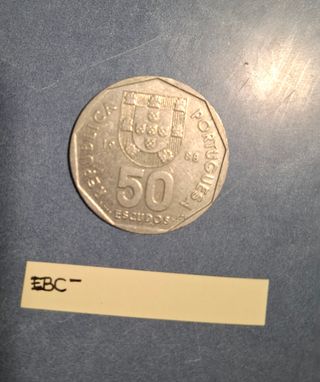 REPUBLICA PORTUGUESA
19 88
50
ESCUDOS
EBC-